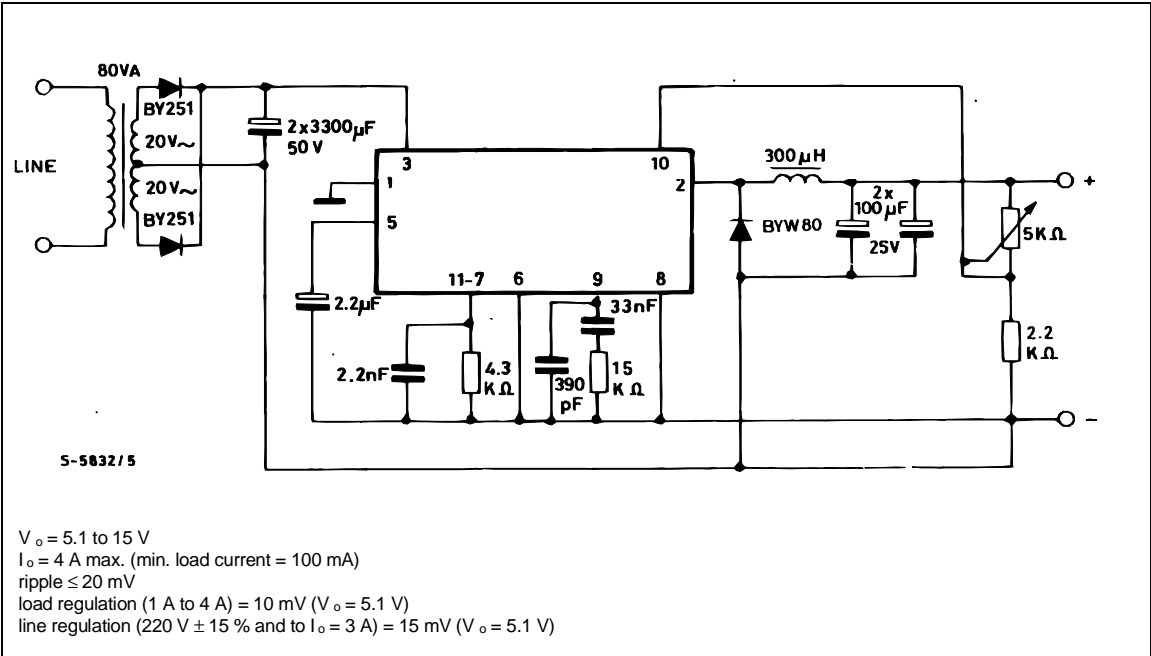 80VA
BY251
20V~
20V~
BY251
LINE
2x3300µF
50V
3
10
1
5
2
11-7
6
9
8
300µH
2x
100µF
25V
BYW80
5KΩ
2.2
KΩ
2.2µF
2.2nF
4.3
KΩ
390
pF
33nF
15
KΩ
+
–
S-5832/5
V o = 5.1 to 15 V
I o = 4 A max. (min. load current = 100 mA)
ripple ≤ 20 mV
load regulation (1 A to 4 A) = 10 mV (V o = 5.1 V)
line regulation (220 V ± 15 % and to I o = 3 A) = 15 mV (V o = 5.1 V)